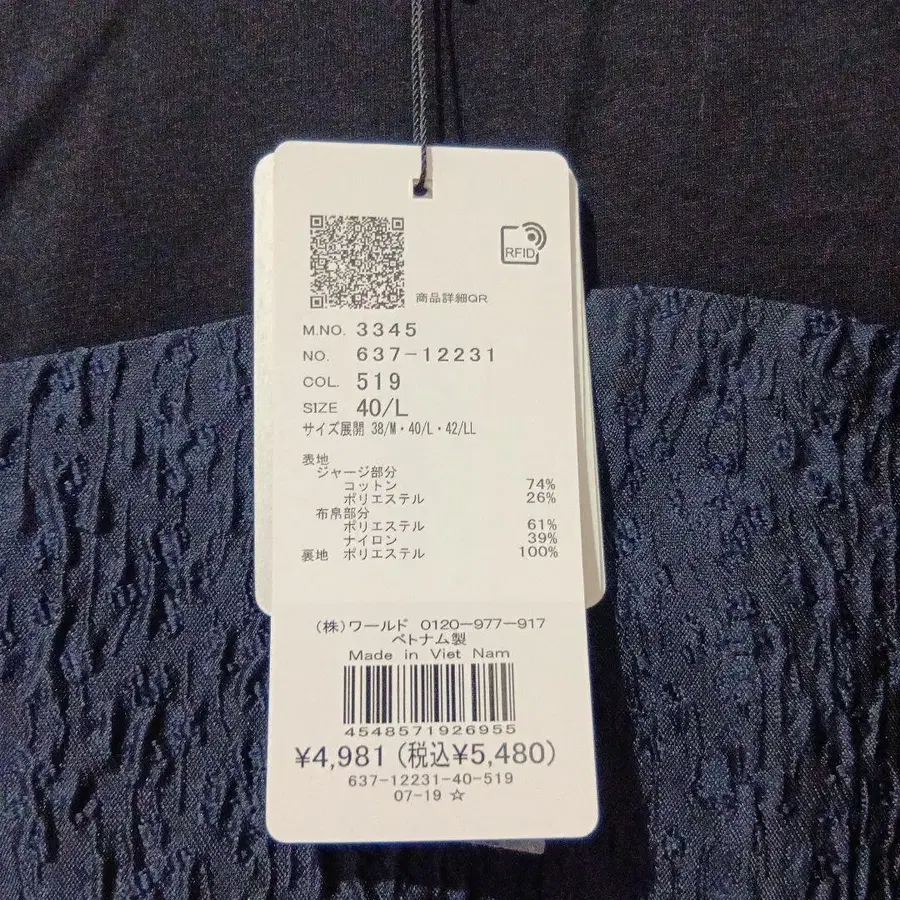 RFID
商品詳細QR
M.NO. 3345
NO. 637-12231
COL. 519
SIZE 40/L
サイズ展開 38/M・40/L・42/LL
表地
ジャージ部分
コットン 74%
ポリエステル 26%
布帛部分
ポリエステル 61%
ナイロン 39%
裏地 ポリエステル 100%
(株)ワールド 0120-977-917
ベトナム製
Made in Viet Nam
4548571926955
¥4,981(税込¥5,480)
637-12231-40-519
07-19 ☆